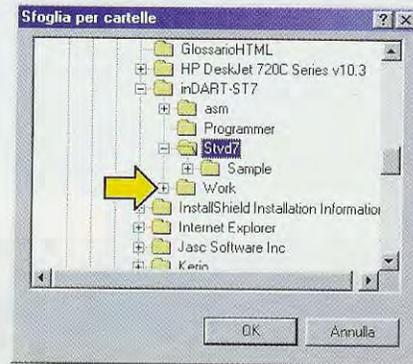 Sfoglia per cartelle
GlossarioHTML
HP DeskJet 720C Series v10.3
inDART-ST7
asm
Programmer
Stvd7
Sample
Work
InstallShield Installation Information
Internet Explorer
Jasc Software Inc
Kerio
OK
Annulla